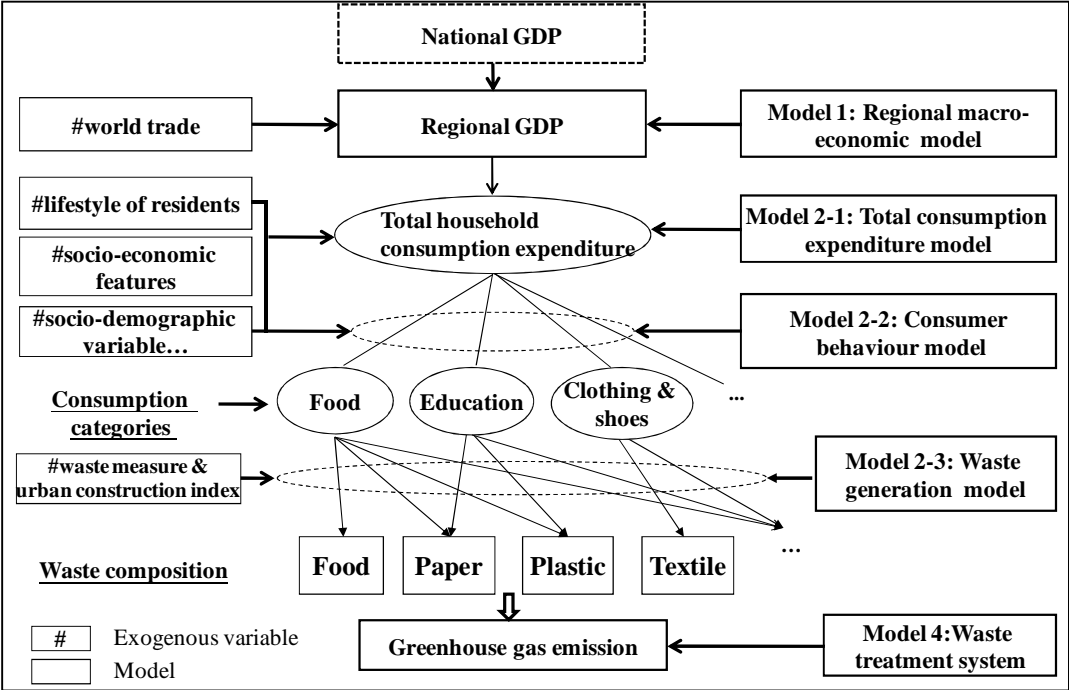 National GDP
#world trade
Regional GDP
Model 1: Regional macro-
economic model
#lifestyle of residents
Total household
consumption expenditure
Model 2-1: Total consumption
expenditure model
#socio-economic
features
#socio-demographic
variable…
Model 2-2: Consumer
behaviour model
Consumption
categories
Food
Education
Clothing &
shoes
...
#waste measure &
urban construction index
Model 2-3: Waste
generation model
…
Waste composition
Food
Paper
Plastic
Textile
# Exogenous variable
Model
Greenhouse gas emission
Model 4:Waste
treatment system